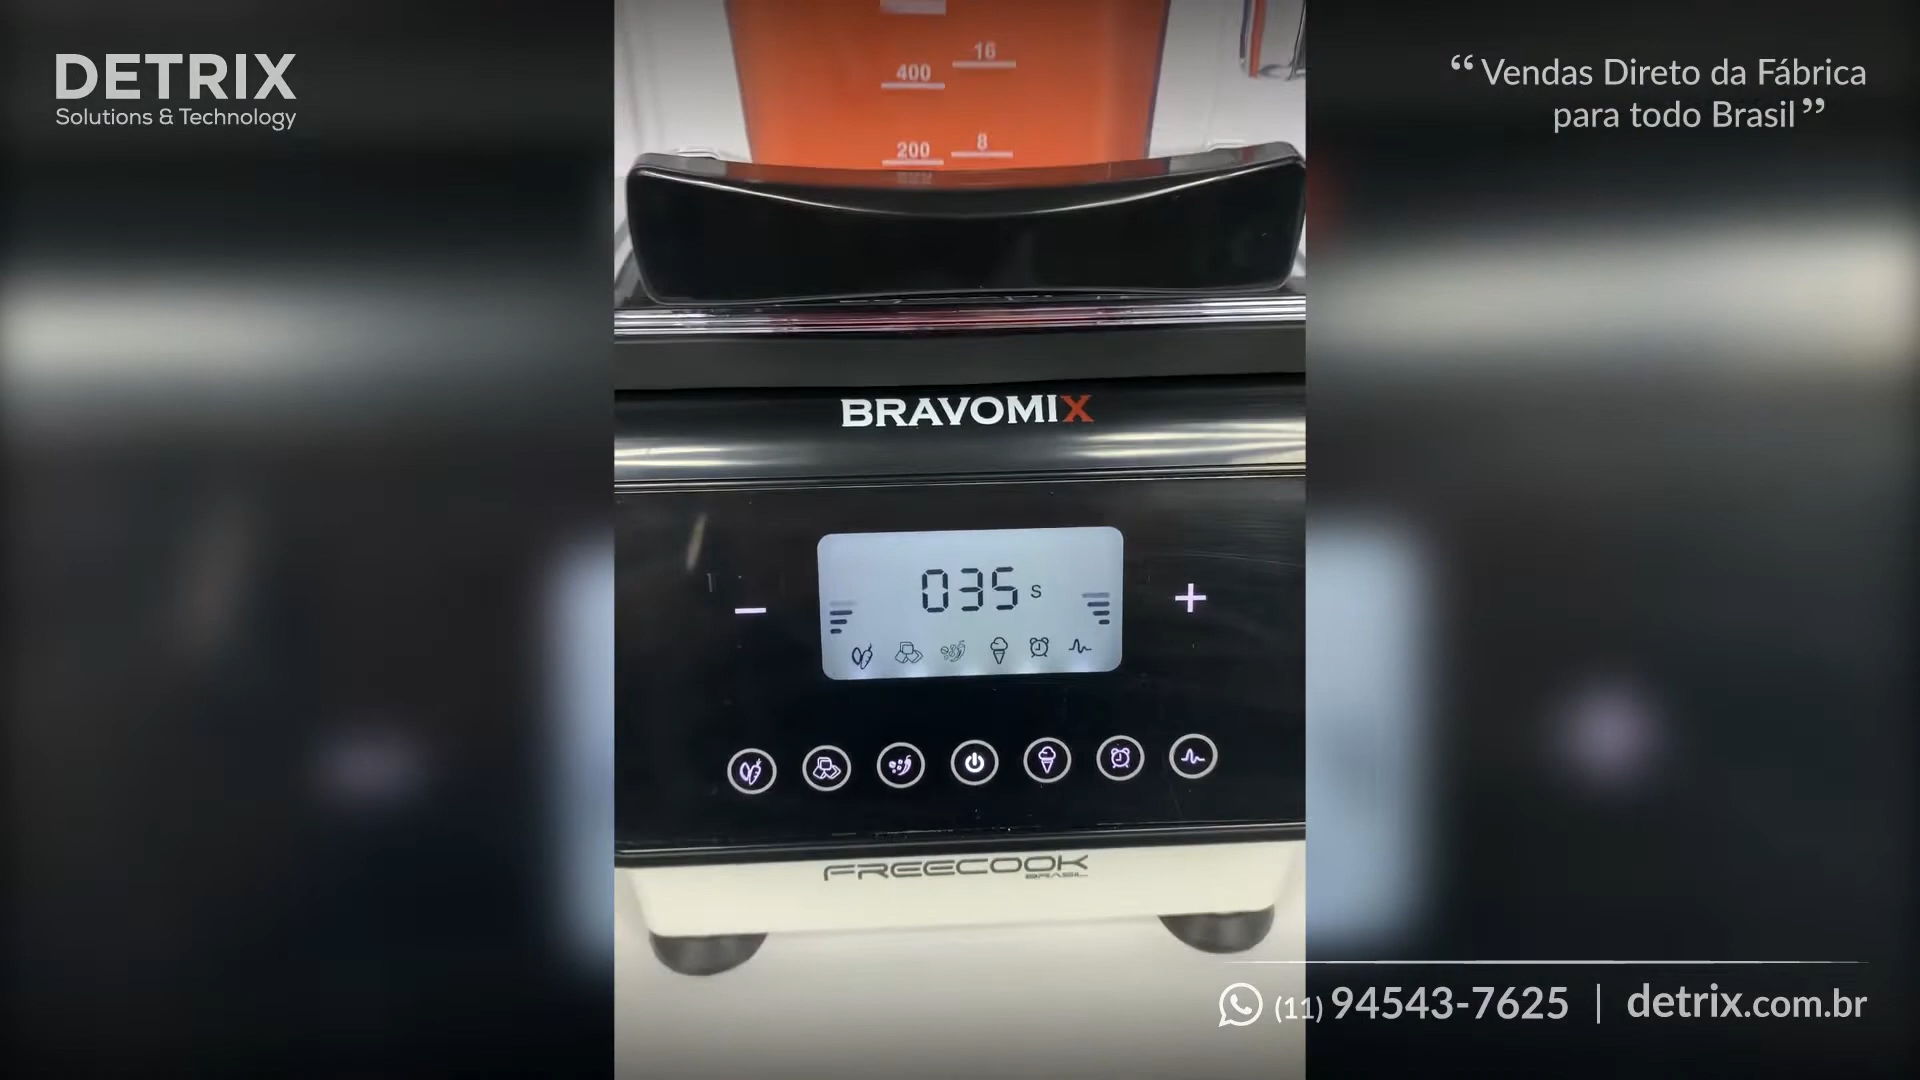 DETRIX
Solutions & Technology
“Vendas Direto da Fábrica
para todo Brasil”
400 16
200 8
BRAVOMIX
035 S
− +
FREECOOK
BRASIL
(11) 94543-7625 | detrix.com.br